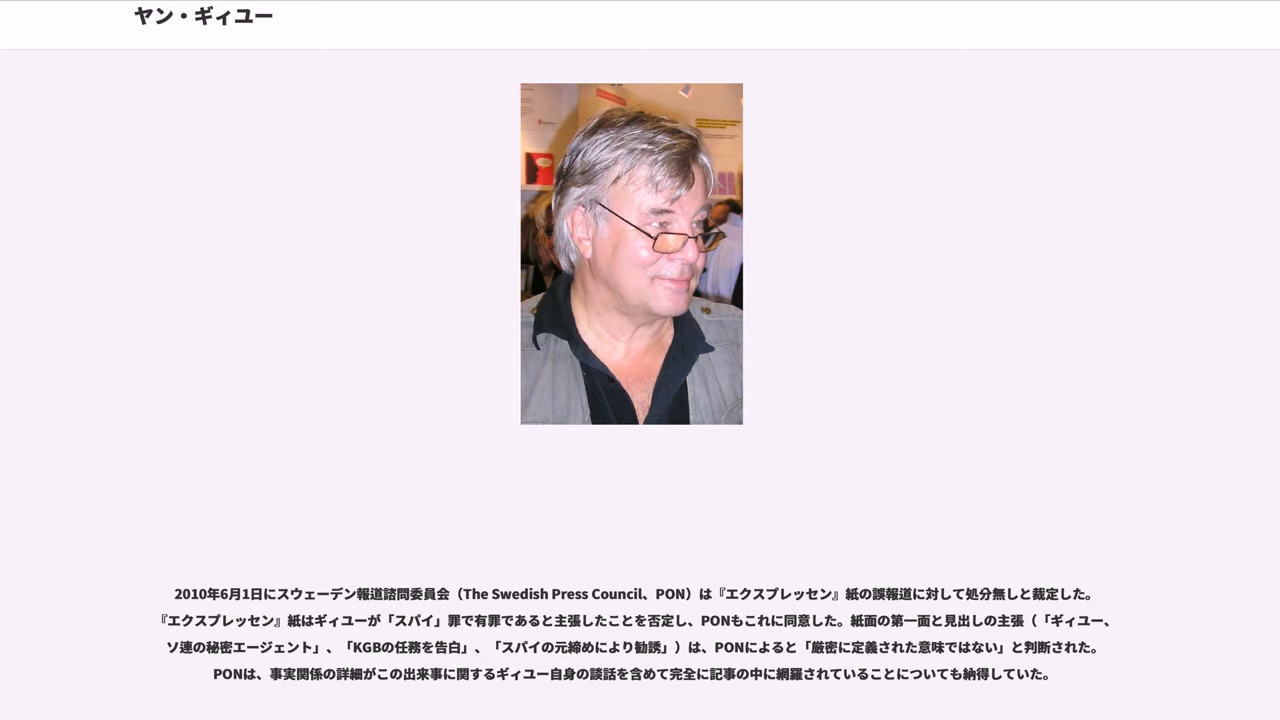 ヤン・ギィユー
2010年6月1日にスウェーデン報道諮問委員会（The Swedish Press Council、PON）は『エクスプレッセン』紙の誤報道に対して処分無しと裁定した。
『エクスプレッセン』紙はギィユーが「スパイ」罪で有罪であると主張したことを否定し、PONもこれに同意した。紙面の第一面と見出しの主張（「ギィユー、
ソ連の秘密エージェント」、「KGBの任務を告白」、「スパイの元締めにより勧誘」）は、PONによると「厳密に定義された意味ではない」と判断された。
PONは、事実関係の詳細がこの出来事に関するギィユー自身の談話を含めて完全に記事の中に網羅されていることについても納得していた。